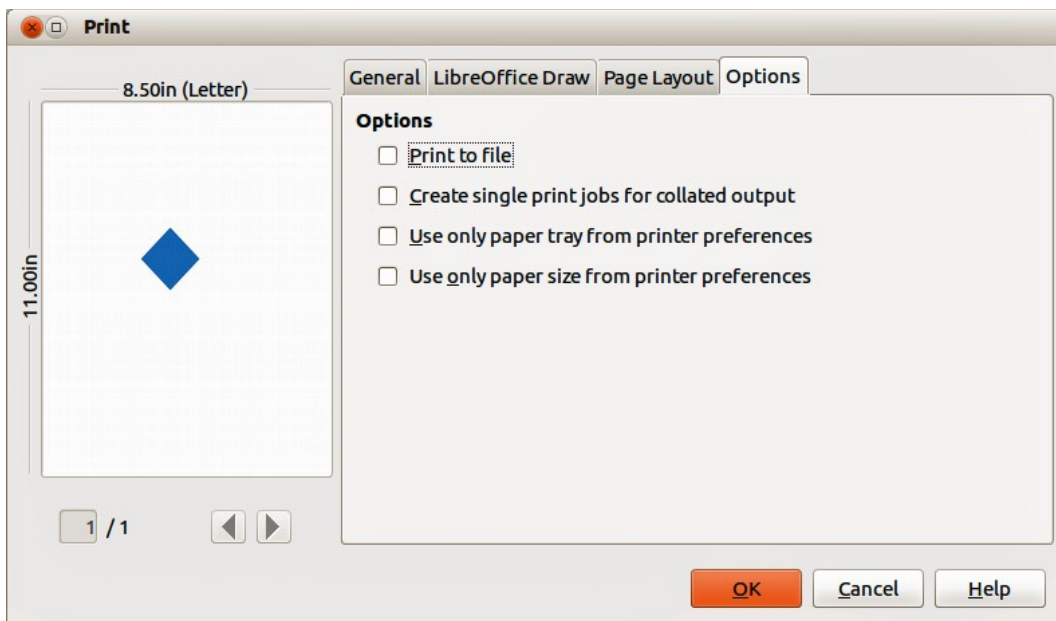 Print
8.50in (Letter)
11.00in
1 / 1
General LibreOffice Draw Page Layout Options
Options
Print to file
Create single print jobs for collated output
Use only paper tray from printer preferences
Use only paper size from printer preferences
OK Cancel Help